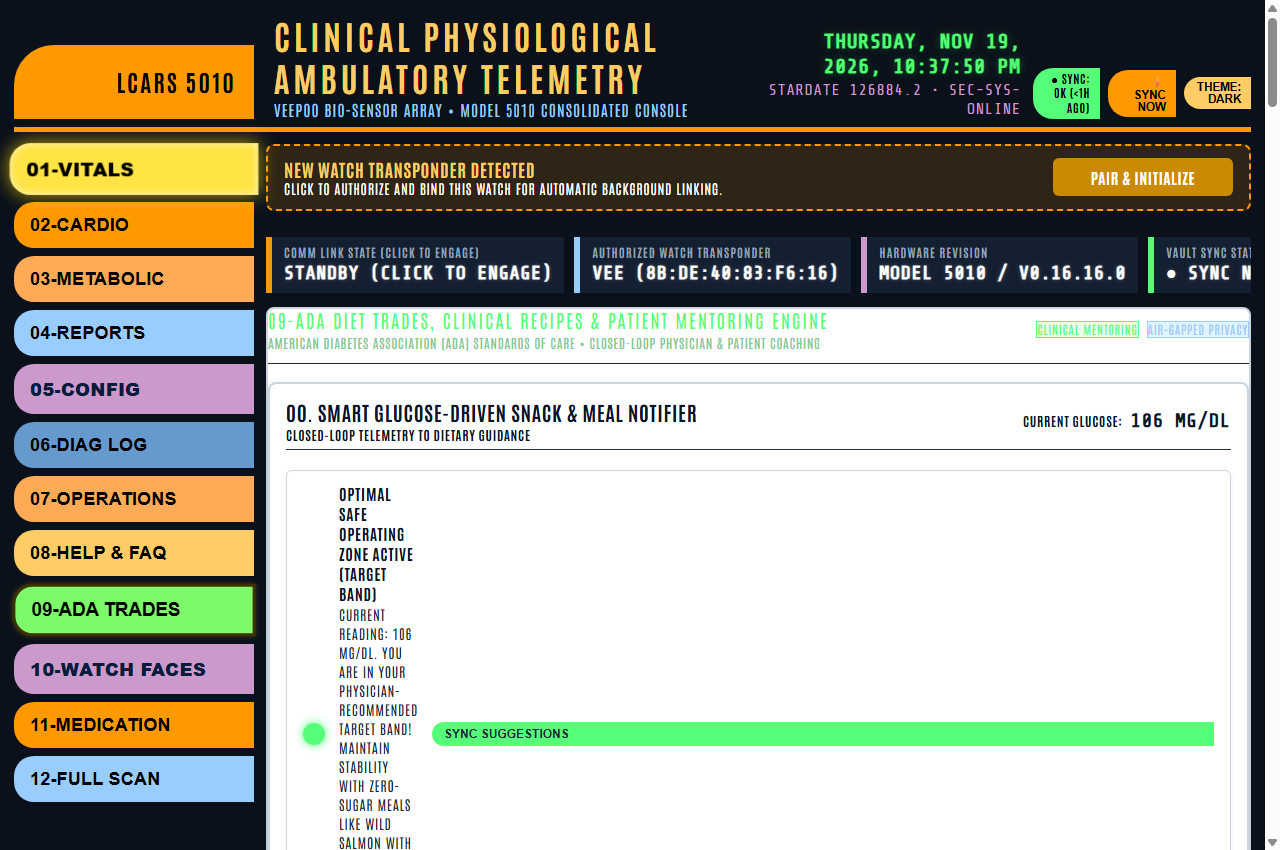 LCARS 5010
CLINICAL PHYSIOLOGICAL
AMBULATORY TELEMETRY
VEEPOO BIO-SENSOR ARRAY • MODEL 5010 CONSOLIDATED CONSOLE
THURSDAY, NOV 19,
2026, 10:37:50 PM
STARDATE 126884.2 • SEC-SYS-
ONLINE
● SYNC:
OK (<1H
AGO)
SYNC
NOW
THEME:
DARK
01-VITALS
02-CARDIO
03-METABOLIC
04-REPORTS
05-CONFIG
06-DIAG LOG
07-OPERATIONS
08-HELP & FAQ
09-ADA TRADES
10-WATCH FACES
11-MEDICATION
12-FULL SCAN
NEW WATCH TRANSPONDER DETECTED
CLICK TO AUTHORIZE AND BIND THIS WATCH FOR AUTOMATIC BACKGROUND LINKING.
PAIR & INITIALIZE
COMM LINK STATE (CLICK TO ENGAGE)
STANDBY (CLICK TO ENGAGE)
AUTHORIZED WATCH TRANSPONDER
VEE (8B:DE:40:83:F6:16)
HARDWARE REVISION
MODEL 5010 / V0.16.16.0
VAULT SYNC STAT
● SYNC N
09-ADA DIET TRADES, CLINICAL RECIPES & PATIENT MENTORING ENGINE
AMERICAN DIABETES ASSOCIATION (ADA) STANDARDS OF CARE • CLOSED-LOOP PHYSICIAN & PATIENT COACHING
CLINICAL MENTORING
AIR-GAPPED PRIVACY
00. SMART GLUCOSE-DRIVEN SNACK & MEAL NOTIFIER
CLOSED-LOOP TELEMETRY TO DIETARY GUIDANCE
CURRENT GLUCOSE: 106 MG/DL
OPTIMAL
SAFE
OPERATING
ZONE ACTIVE
(TARGET
BAND)
CURRENT
READING: 106
MG/DL. YOU
ARE IN YOUR
PHYSICIAN-
RECOMMENDED
TARGET BAND!
MAINTAIN
STABILITY
WITH ZERO-
SUGAR MEALS
LIKE WILD
SALMON WITH
SYNC SUGGESTIONS